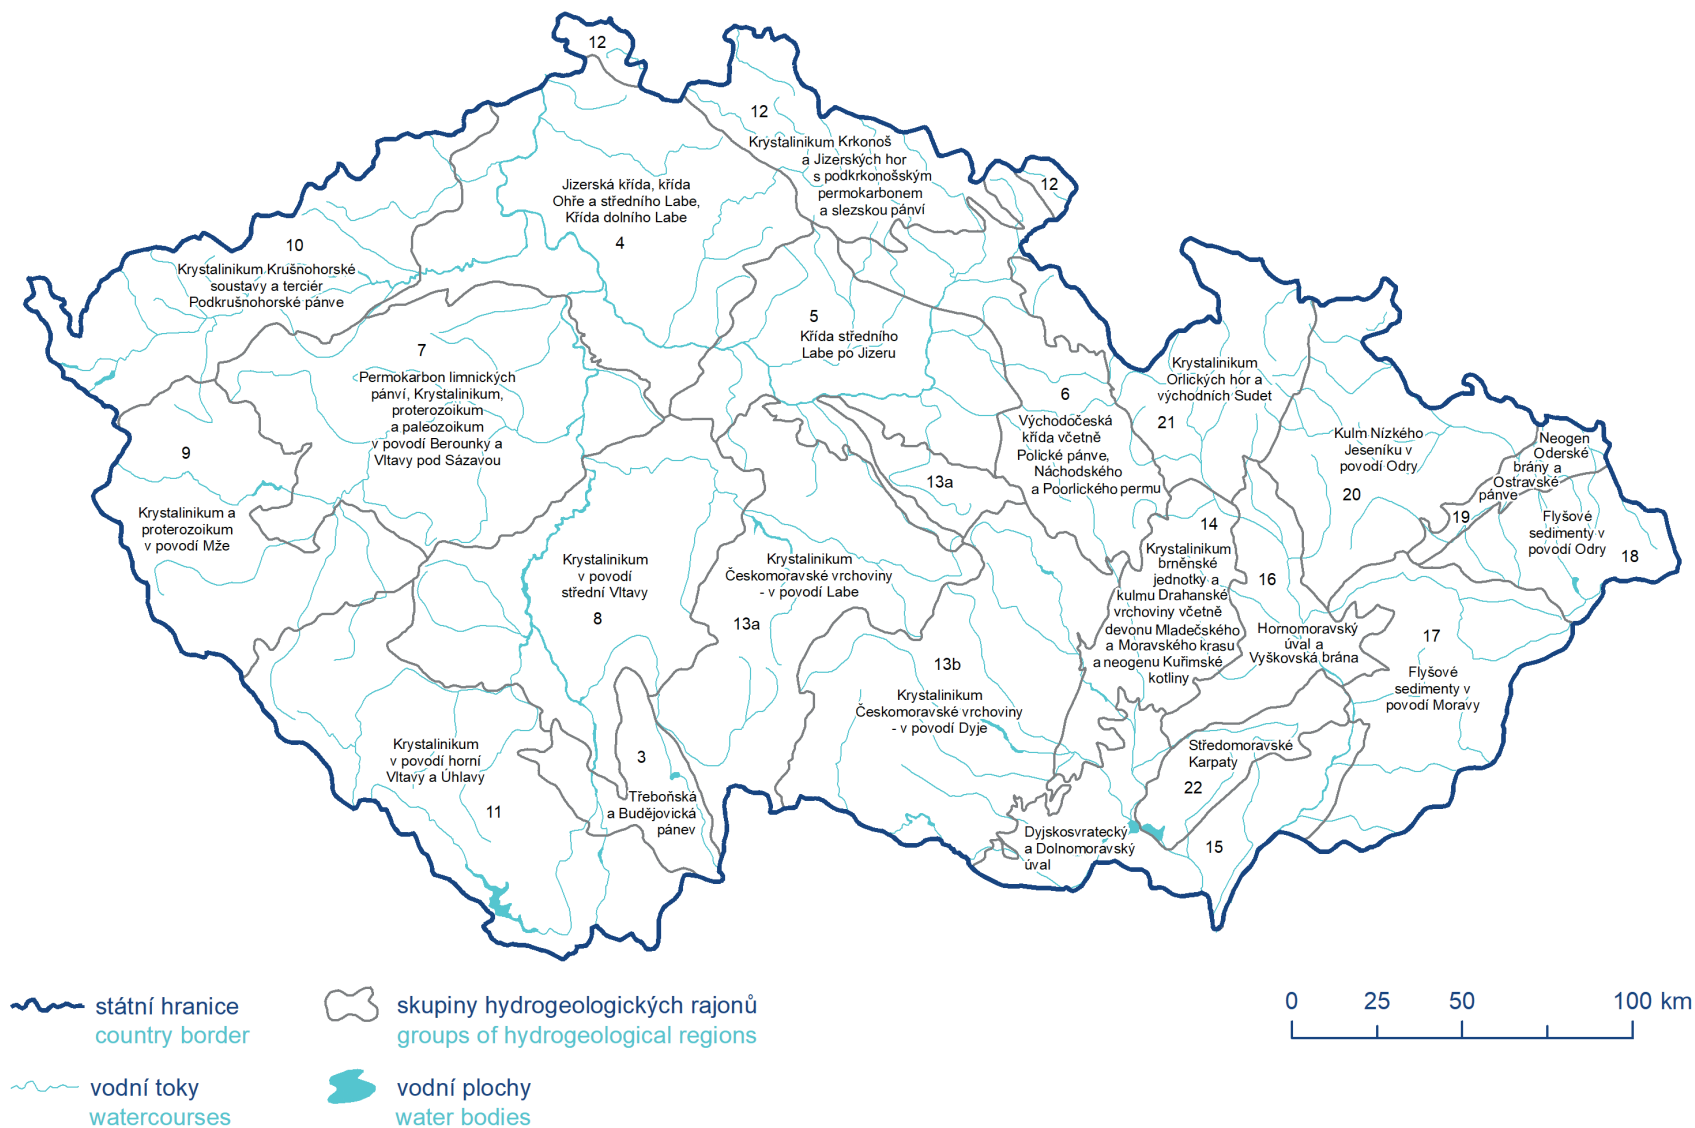 12
12
Krystalinikum Krkonoš
a Jizerských hor
s podkrkonošským
permokarbonem
a slezskou pánví
12
Jizerská křída, křída
Ohře a středního Labe,
Křída dolního Labe
4
10
Krystalinikum Krušnohorské
soustavy a terciér
Podkrušnohorské pánve
5
Křída středního
Labe po Jizeru
7
Permokarbon limnických
pánví, Krystalinikum,
proterozoikum
a paleozoikum
v povodí Berounky a
Vltavy pod Sázavou
6
Východočeská
křída včetně
Polické pánve,
Náchodského
a Poorlického permu
Krystalinikum
Orlických hor a
východních Sudet
21
Kulm Nízkého
Jeseníku v
povodí Odry
20
Neogen
Oderské
brány a
Ostravské
pánve
19
Flyšové
sedimenty v
povodí Odry
18
9
Krystalinikum a
proterozoikum
v povodí Mže
13a
14
Krystalinikum
brněnské
jednotky a
kulmu Drahanské
vrchoviny včetně
devonu Mladečského
a Moravského krasu
a neogenu Kuřimské
kotliny
16
Hornomoravský
úval a
Vyškovská brána
Krystalinikum
v povodí
střední Vltavy
8
Krystalinikum
Českomoravské vrchoviny
- v povodí Labe
13a
13b
Krystalinikum
Českomoravské vrchoviny
- v povodí Dyje
17
Flyšové
sedimenty v
povodí Moravy
Krystalinikum
v povodí horní
Vltavy a Úhlavy
11
3
Třeboňská
a Budějovická
pánev
Středomoravské
Karpaty
22
Dyjskosvratecký
a Dolnomoravský
úval
15
státní hranice
country border
skupiny hydrogeologických rajonů
groups of hydrogeological regions
vodní toky
watercourses
vodní plochy
water bodies
0 25 50 100 km